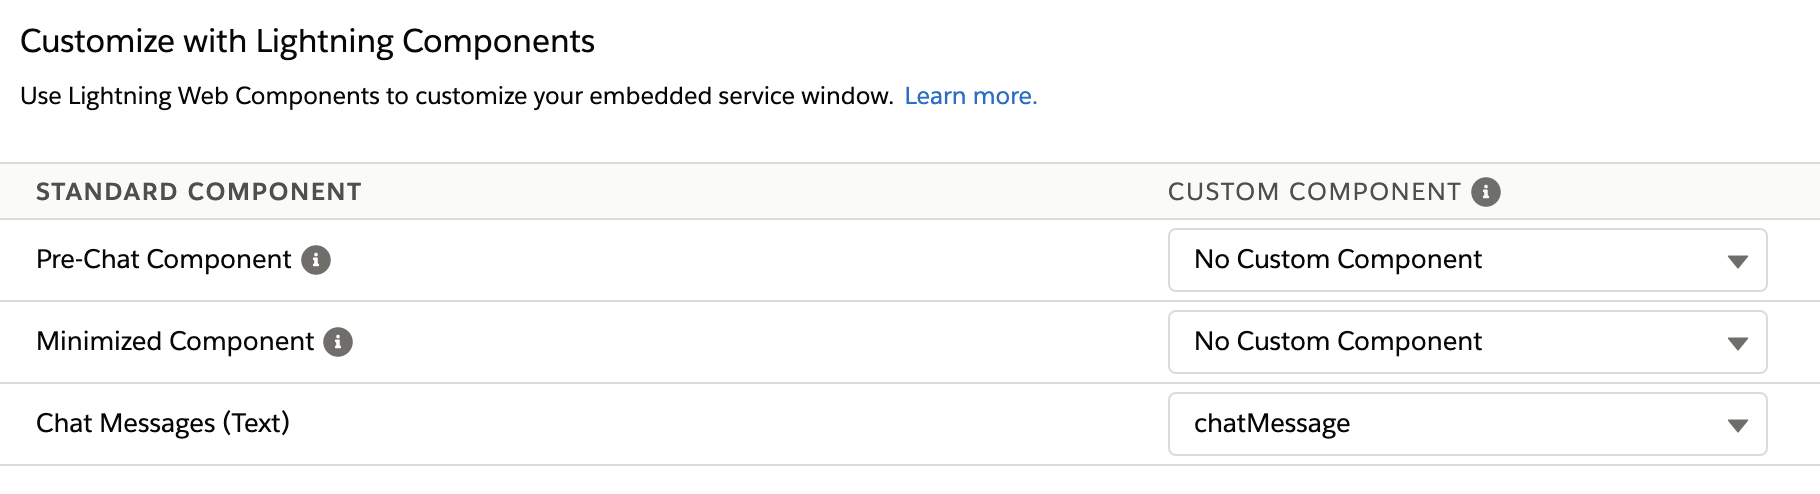 Customize with Lightning Components
Use Lightning Web Components to customize your embedded service window. Learn more.
STANDARD COMPONENT CUSTOM COMPONENT
Pre-Chat Component No Custom Component
Minimized Component No Custom Component
Chat Messages (Text) chatMessage